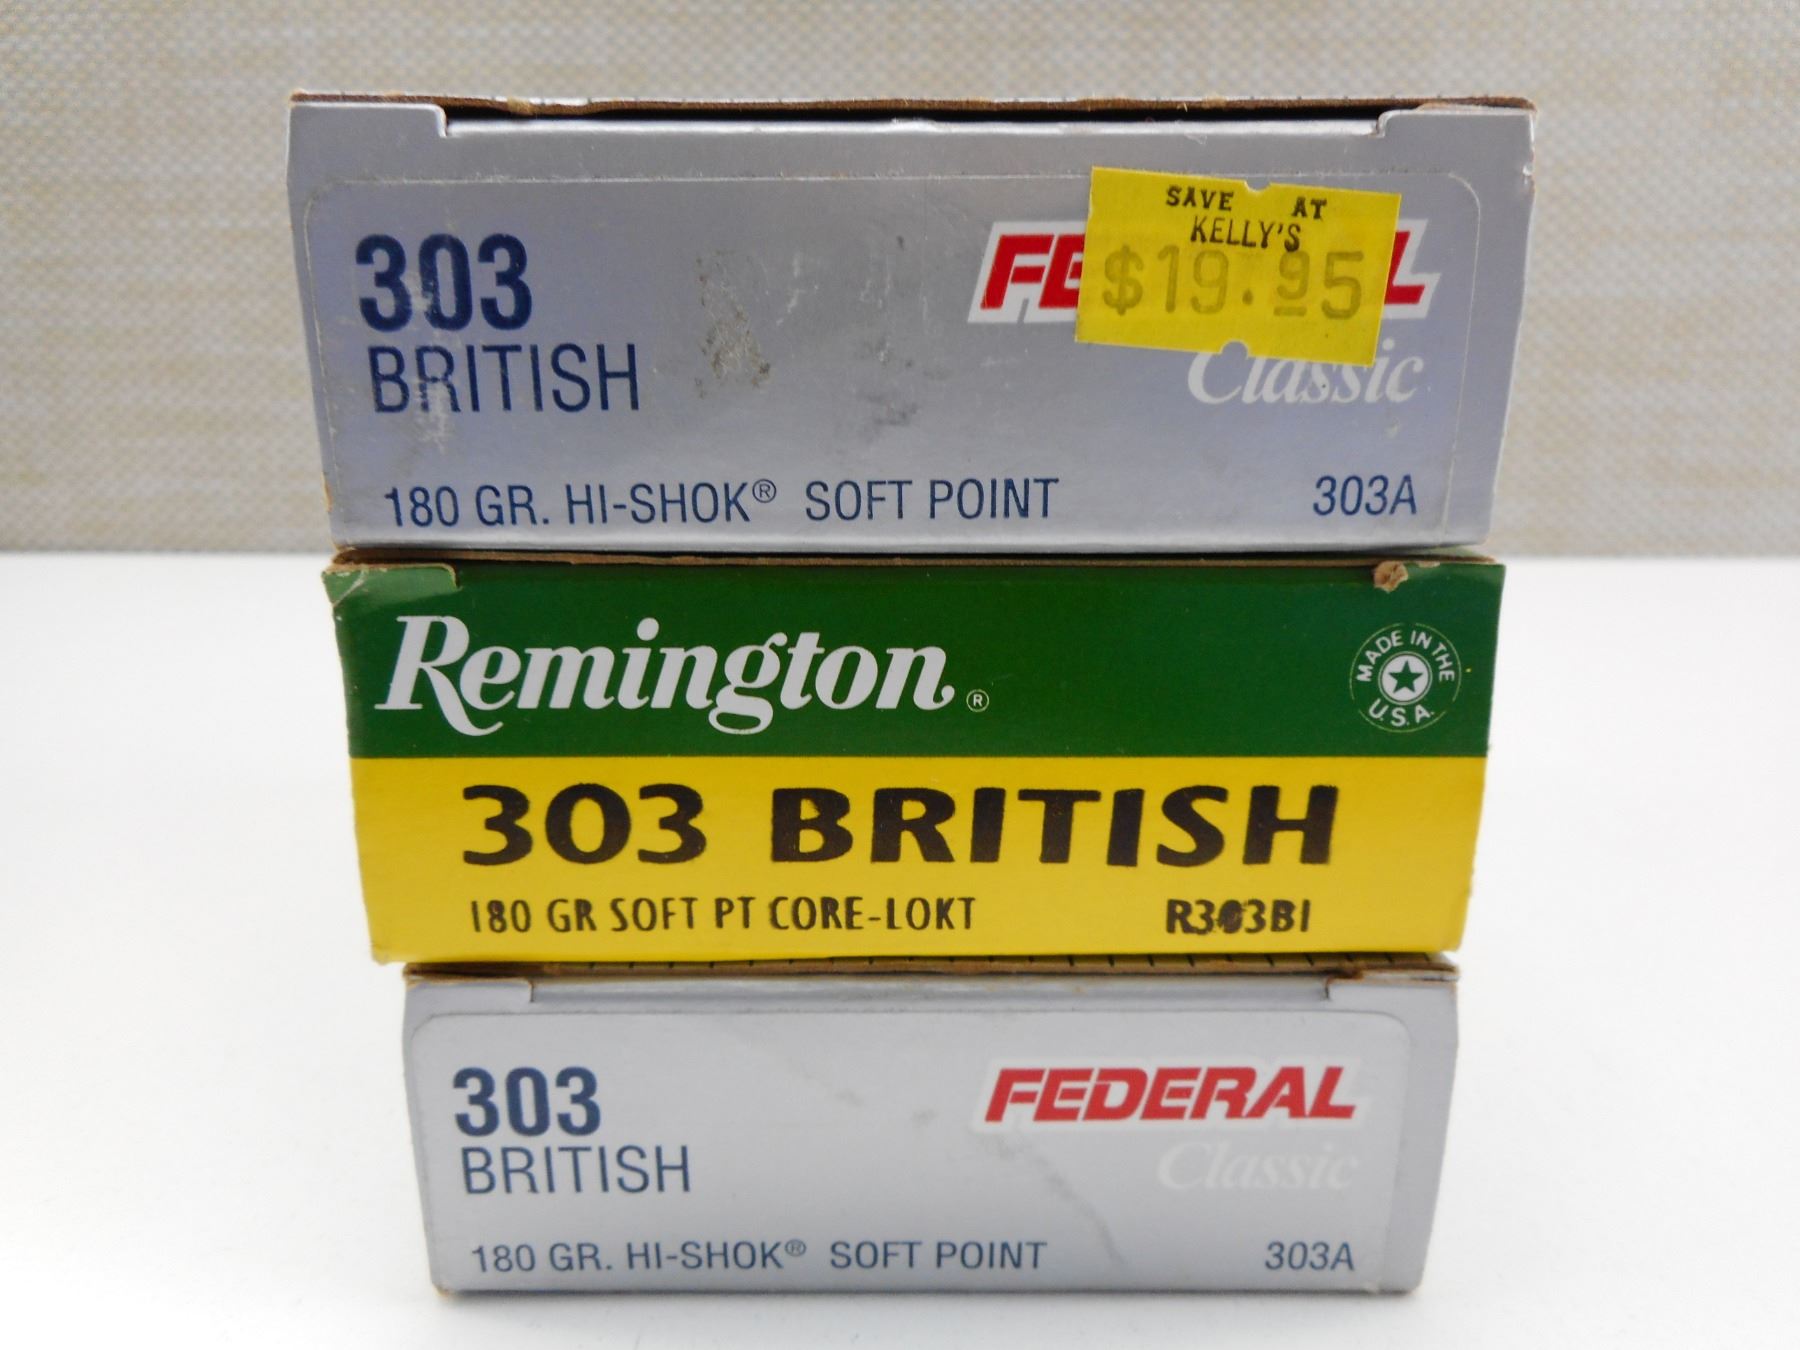 303
BRITISH
SAVE AT
KELLY'S
$19.95
Classic
180 GR. HI-SHOK® SOFT POINT 303A
Remington®
MADE IN THE
U.S.A.
303 BRITISH
180 GR SOFT PT CORE-LOKT R303B1
303
BRITISH
FEDERAL
Classic
180 GR. HI-SHOK® SOFT POINT 303A